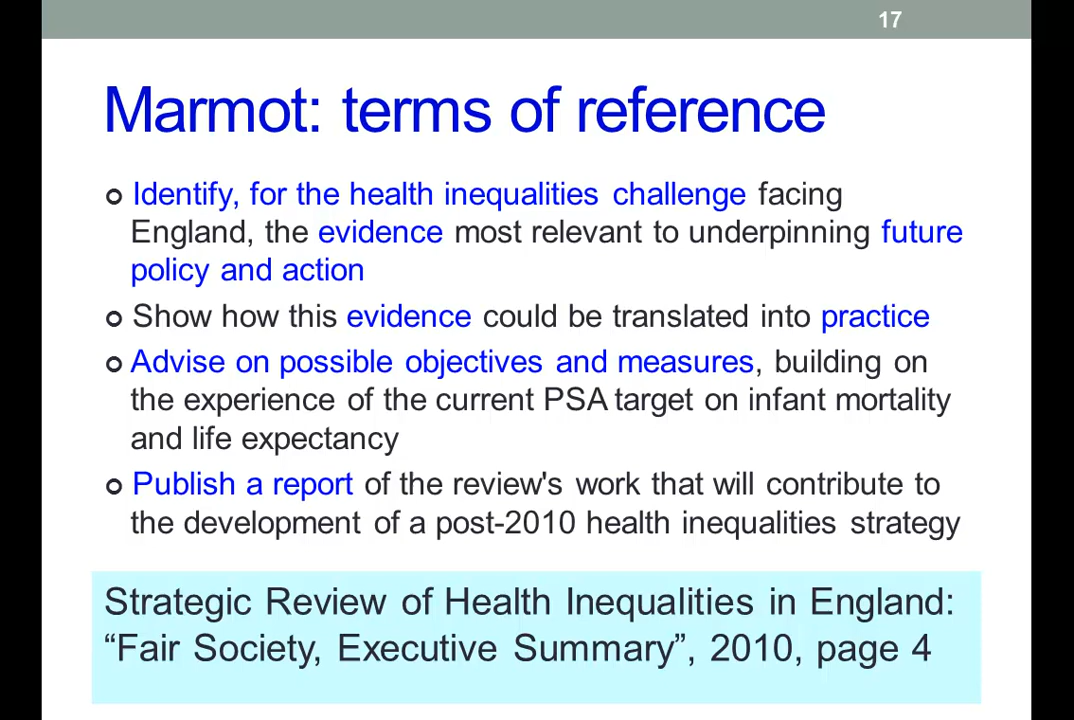 17
Marmot: terms of reference
Identify, for the health inequalities challenge facing
England, the evidence most relevant to underpinning future
policy and action
Show how this evidence could be translated into practice
Advise on possible objectives and measures, building on
the experience of the current PSA target on infant mortality
and life expectancy
Publish a report of the review's work that will contribute to
the development of a post-2010 health inequalities strategy
Strategic Review of Health Inequalities in England:
“Fair Society, Executive Summary”, 2010, page 4